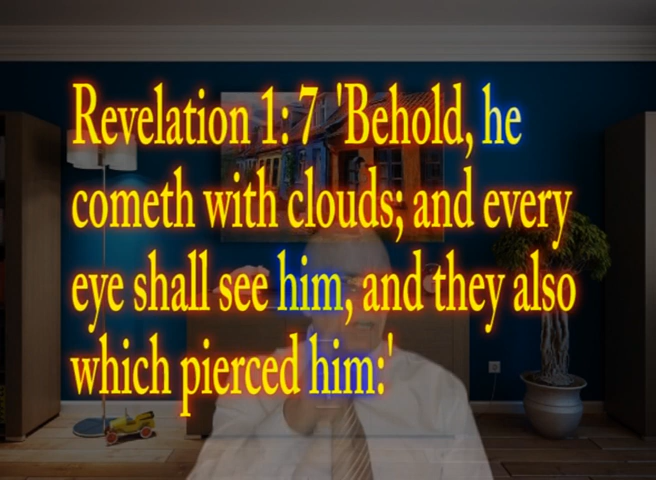 Revelation 1: 7 'Behold, he
cometh with clouds; and every
eye shall see him, and they also
which pierced him:'